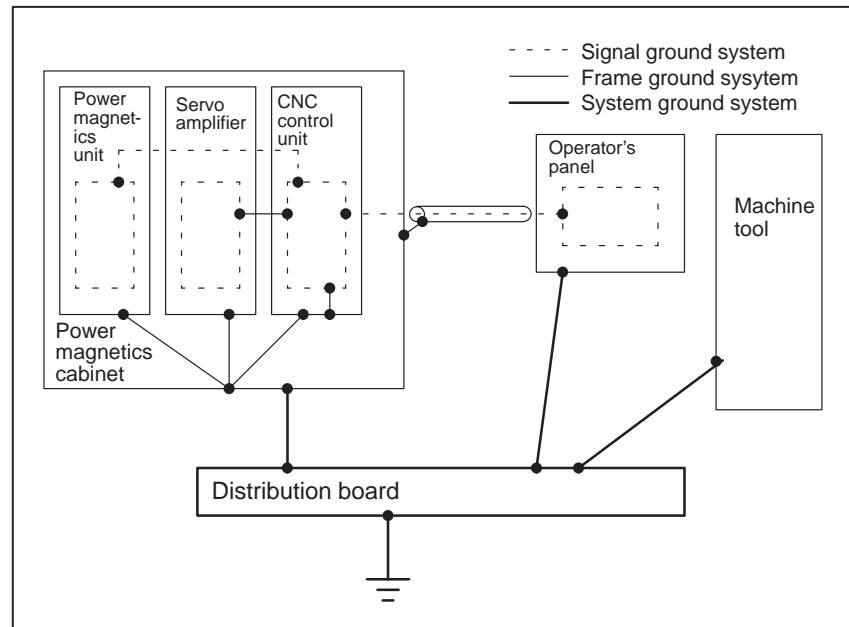 Signal ground system
Frame ground sysytem
System ground system
Power
magnet-
ics
unit
Servo
amplifier
CNC
control
unit
Operator's
panel
Machine
tool
Power
magnetics
cabinet
Distribution board